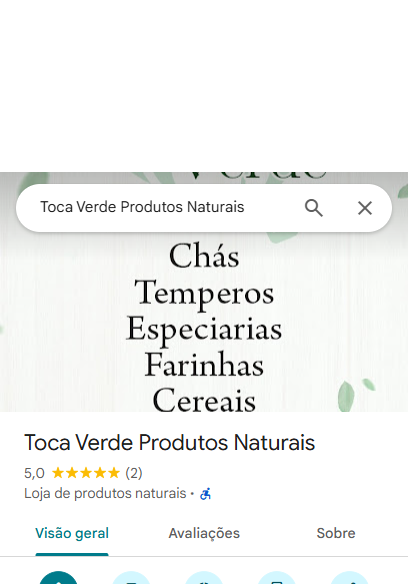 Verde
Toca Verde Produtos Naturais
Chás
Temperos
Especiarias
Farinhas
Cereais
Toca Verde Produtos Naturais
5,0 (2)
Loja de produtos naturais ·
Visão geral Avaliações Sobre